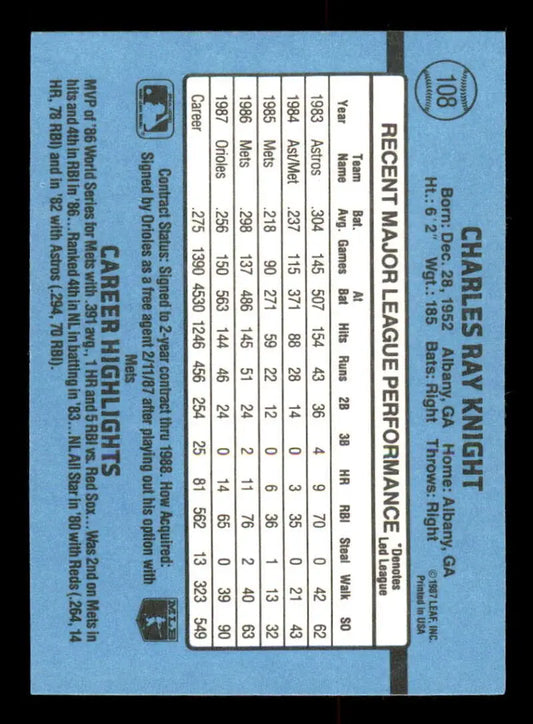 108
CHARLES RAY KNIGHT
Born: Dec. 28, 1952 Albany, GA Home: Albany, GA
Ht.: 6' 2" Wgt.: 185 Bats: Right Throws: Right
© 1987 LEAF, INC.
Printed in USA
RECENT MAJOR LEAGUE PERFORMANCE *Denotes Led League
Year Team Name Bat. Avg. Games At Bat Hits Runs 2B 3B HR RBI Steal Walk SO
1983 Astros .304 145 507 154 43 36 4 9 70 0 42 62
1984 Ast/Met .237 115 371 88 28 14 0 3 35 0 21 43
1985 Mets .218 90 271 59 22 12 0 6 36 1 13 32
1986 Mets .298 137 486 145 51 24 2 11 76 2 40 63
1987 Orioles .256 150 563 144 46 24 0 14 65 0 39 90
Career .275 1390 4530 1246 456 254 25 81 562 13 323 549
Contract Status: Signed to 2-year contract thru 1988. How Acquired:
Signed by Orioles as a free agent 2/11/87 after playing out his option with
Mets
MLB
CAREER HIGHLIGHTS
MVP of '86 World Series for Mets with .391 avg., 1 HR and 5 RBI vs. Red Sox... Was 2nd on Mets in
hits and 4th in RBI in '86... Ranked 4th in NL in batting in '83... NL All Star in '80 with Reds (.264, 14
HR, 78 RBI) and in '82 with Astros (.294, 70 RBI).